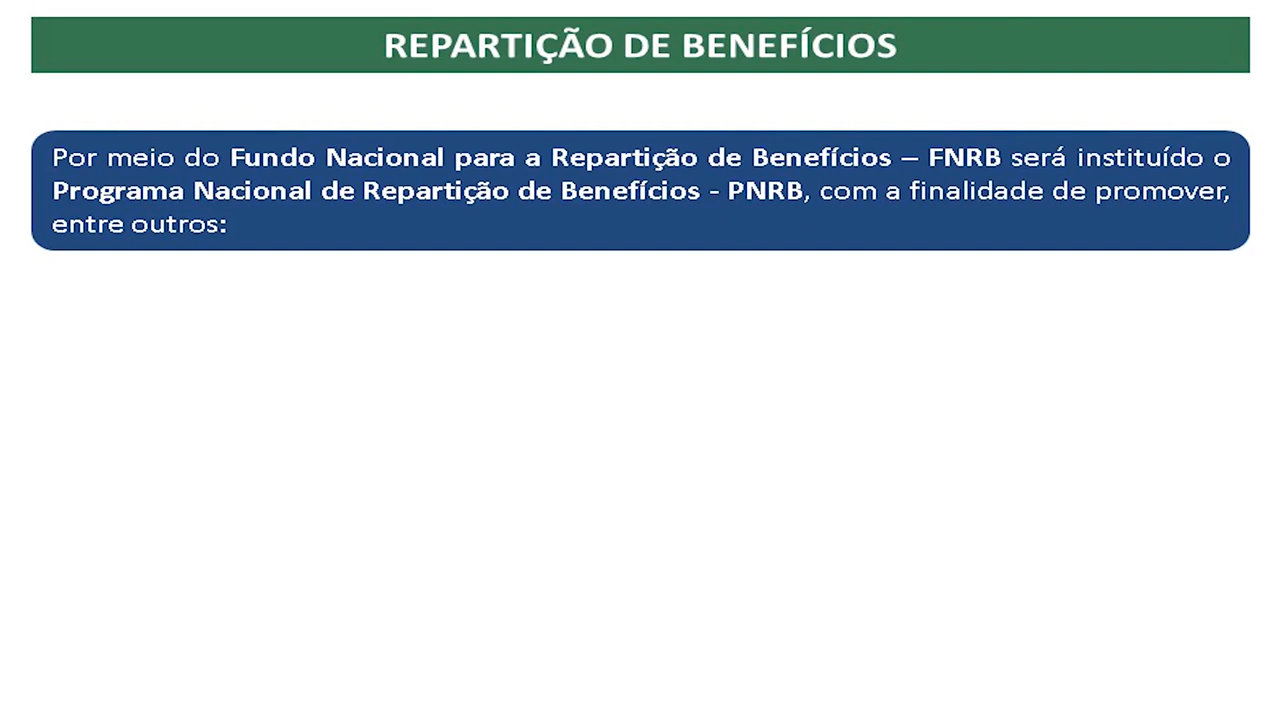 REPARTIÇÃO DE BENEFÍCIOS
Por meio do Fundo Nacional para a Repartição de Benefícios – FNRB será instituído o
Programa Nacional de Repartição de Benefícios - PNRB, com a finalidade de promover,
entre outros: